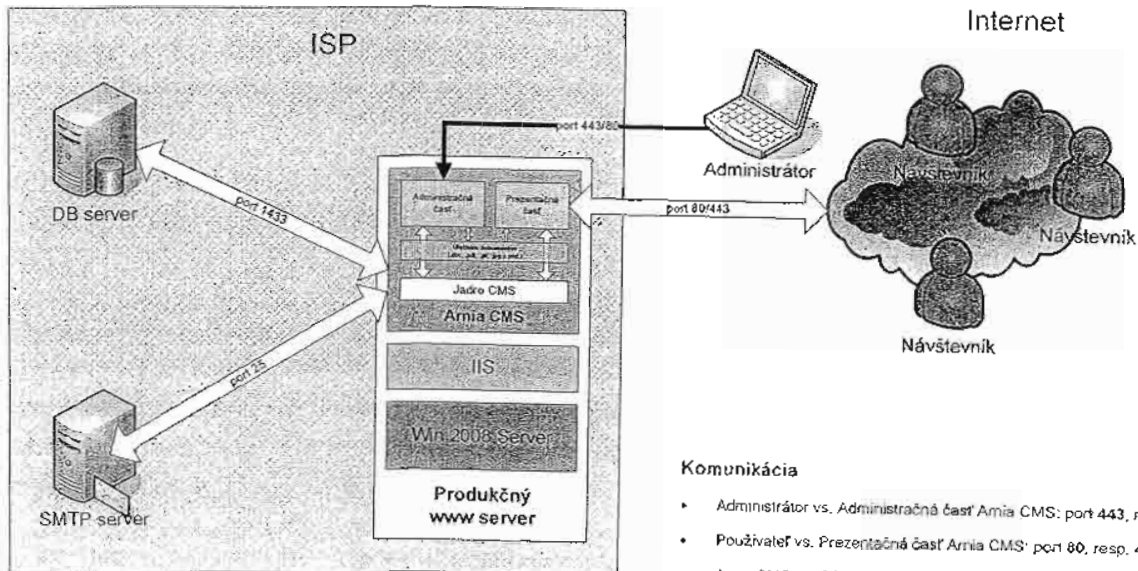 ISP
Internet
port 443/80
Administrátor
DB server
port 1433
Administračná
časť
Prezentačná
časť
port 80/443
Návštevník
Návštevník
Návštevník
Jadro CMS
Arnia CMS
port 25
IIS
Win 2008 Server
Produkčný
www server
SMTP server
Komunikácia
• Administrátor vs. Administračná časť Arnia CMS: port 443,
• Používateľ vs. Prezentačná časť Arnia CMS: port 80, resp. 4